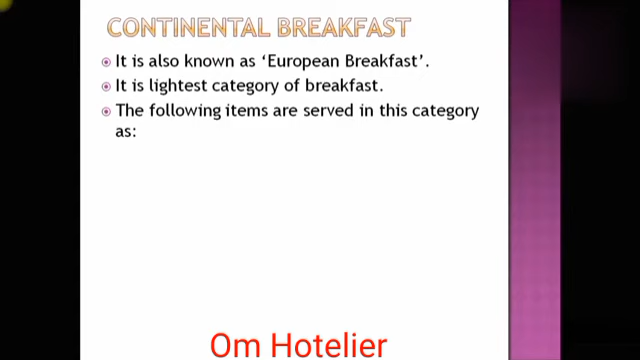 CONTINENTAL BREAKFAST
It is also known as ‘European Breakfast’.
It is lightest category of breakfast.
The following items are served in this category
as:
Om Hotelier